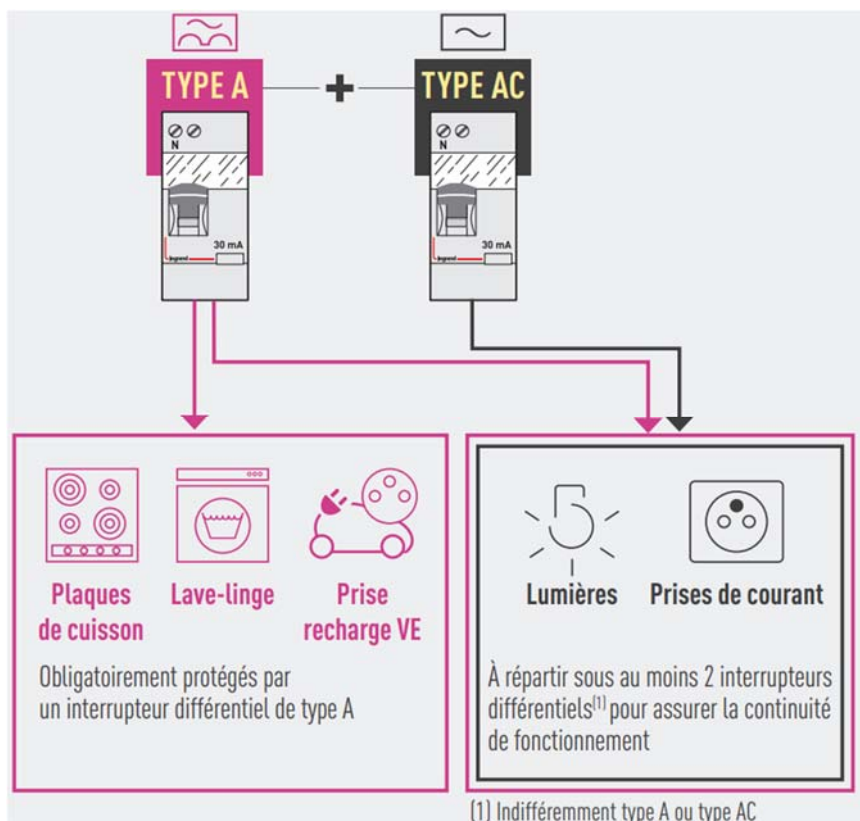 TYPE A
TYPE AC
N
N
30 mA
30 mA
legrand
legrand
Plaques
de cuisson
Lave-linge
Prise
recharge VE
Obligatoirement protégés par
un interrupteur différentiel de type A
Lumières
Prises de courant
À répartir sous au moins 2 interrupteurs
différentiels(1) pour assurer la continuité
de fonctionnement
(1) Indifféremment type A ou type AC